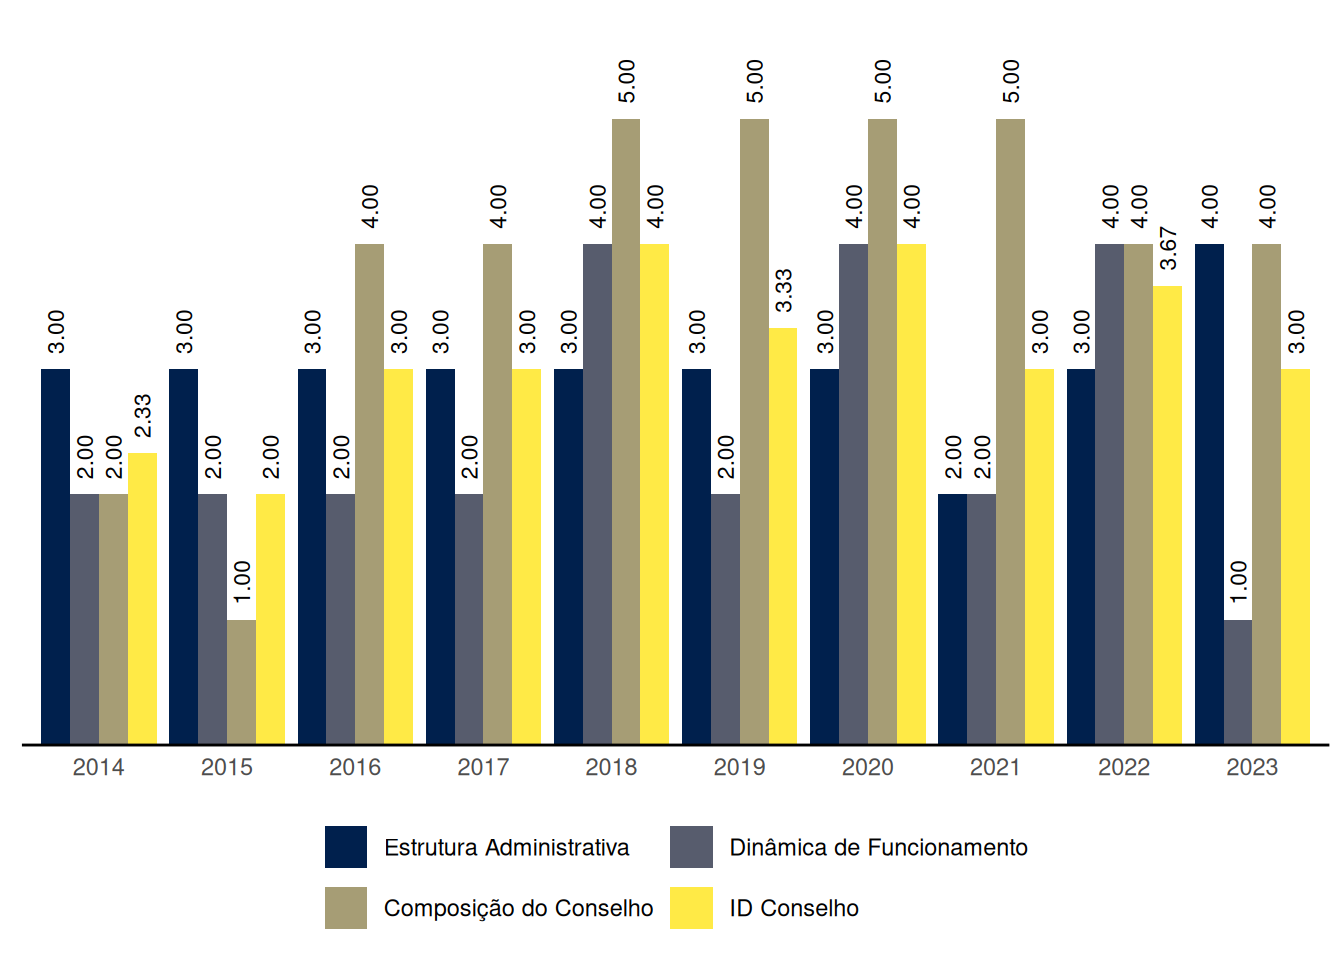 5.00 5.00 5.00 5.00
4.00 4.00 4.00 4.00 4.00 4.00 4.00 4.00 4.00 4.00
3.67
3.33
3.00 3.00 3.00 3.00 3.00 3.00 3.00 3.00 3.00 3.00 3.00 3.00
2.33
2.00 2.00 2.00 2.00 2.00 2.00 2.00 2.00 2.00
1.00 1.00
2014 2015 2016 2017 2018 2019 2020 2021 2022 2023
Estrutura Administrativa Dinâmica de Funcionamento
Composição do Conselho ID Conselho